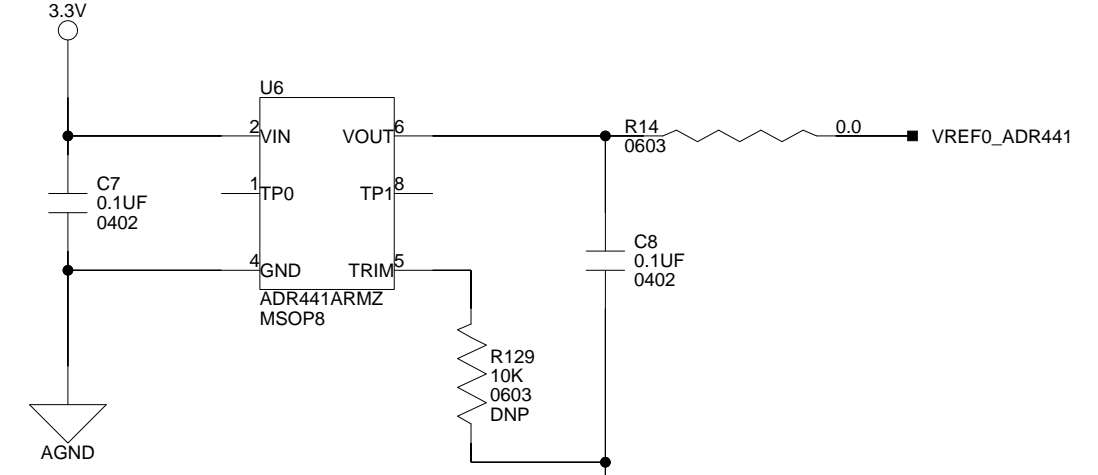 3.3V
U6
2
VIN
VOUT
6
R14
0603
0.0
VREF0_ADR441
C7
0.1UF
0402
1
TP0
TP1
8
C8
0.1UF
0402
4
GND
TRIM
5
ADR441ARMZ
MSOP8
R129
10K
0603
DNP
AGND